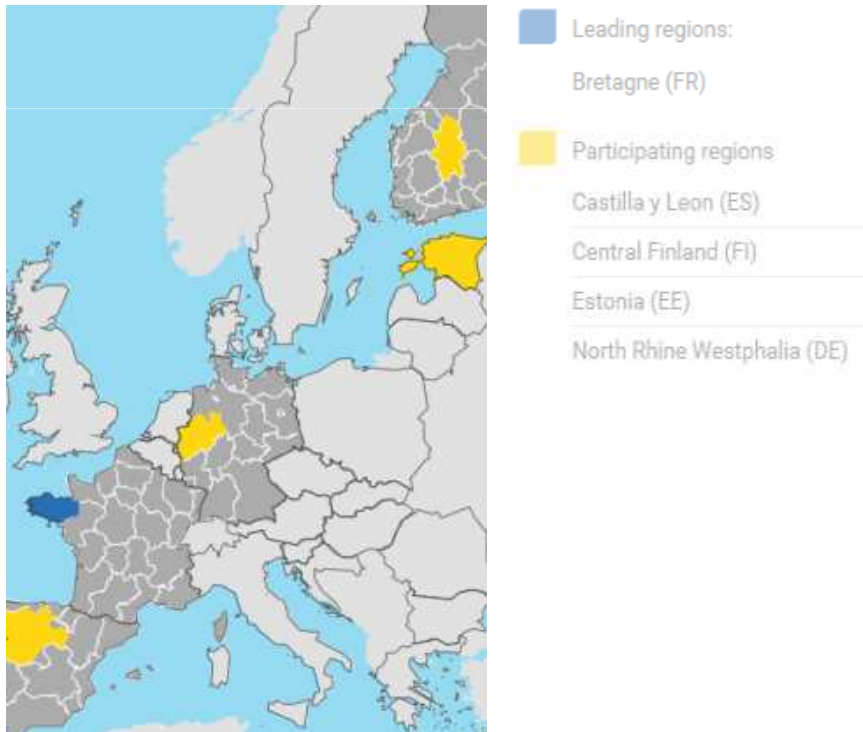 Leading regions:
Bretagne (FR)
Participating regions
Castilla y Leon (ES)
Central Finland (FI)
Estonia (EE)
North Rhine Westphalia (DE)